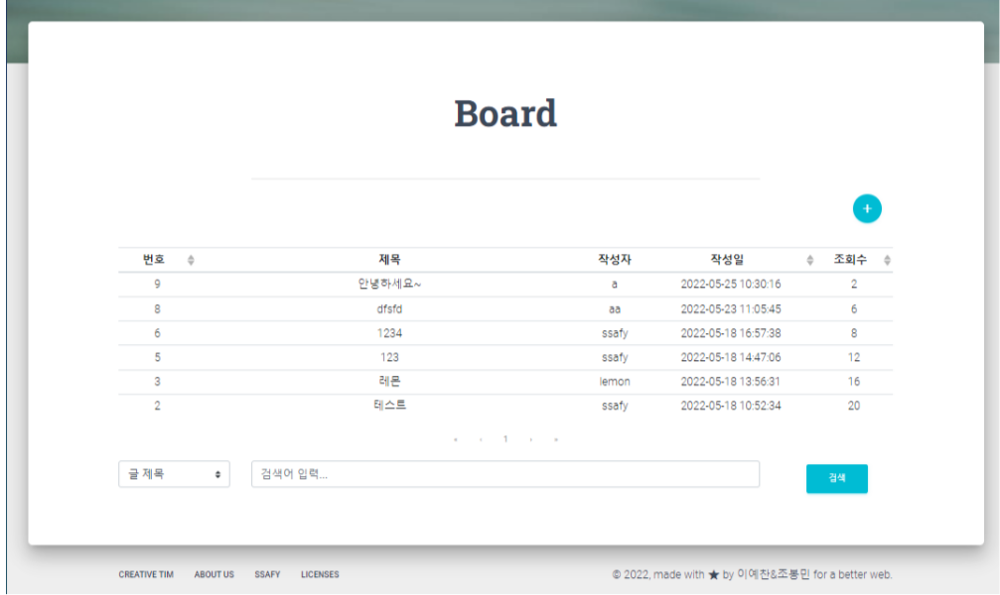 Board
+
번호 제목 작성자 작성일 조회수
9 안녕하세요~ a 2022-05-25 10:30:16 2
8 dfsfd aa 2022-05-23 11:05:45 6
6 1234 ssafy 2022-05-18 16:57:38 8
5 123 ssafy 2022-05-18 14:47:06 12
3 레몬 lemon 2022-05-18 13:56:31 16
2 테스트 ssafy 2022-05-18 10:52:34 20
« ‹ 1 › »
글 제목 검색어 입력... 검색
CREATIVE TIM ABOUT US SSAFY LICENSES © 2022, made with ★ by 이예찬&조봉민 for a better web.